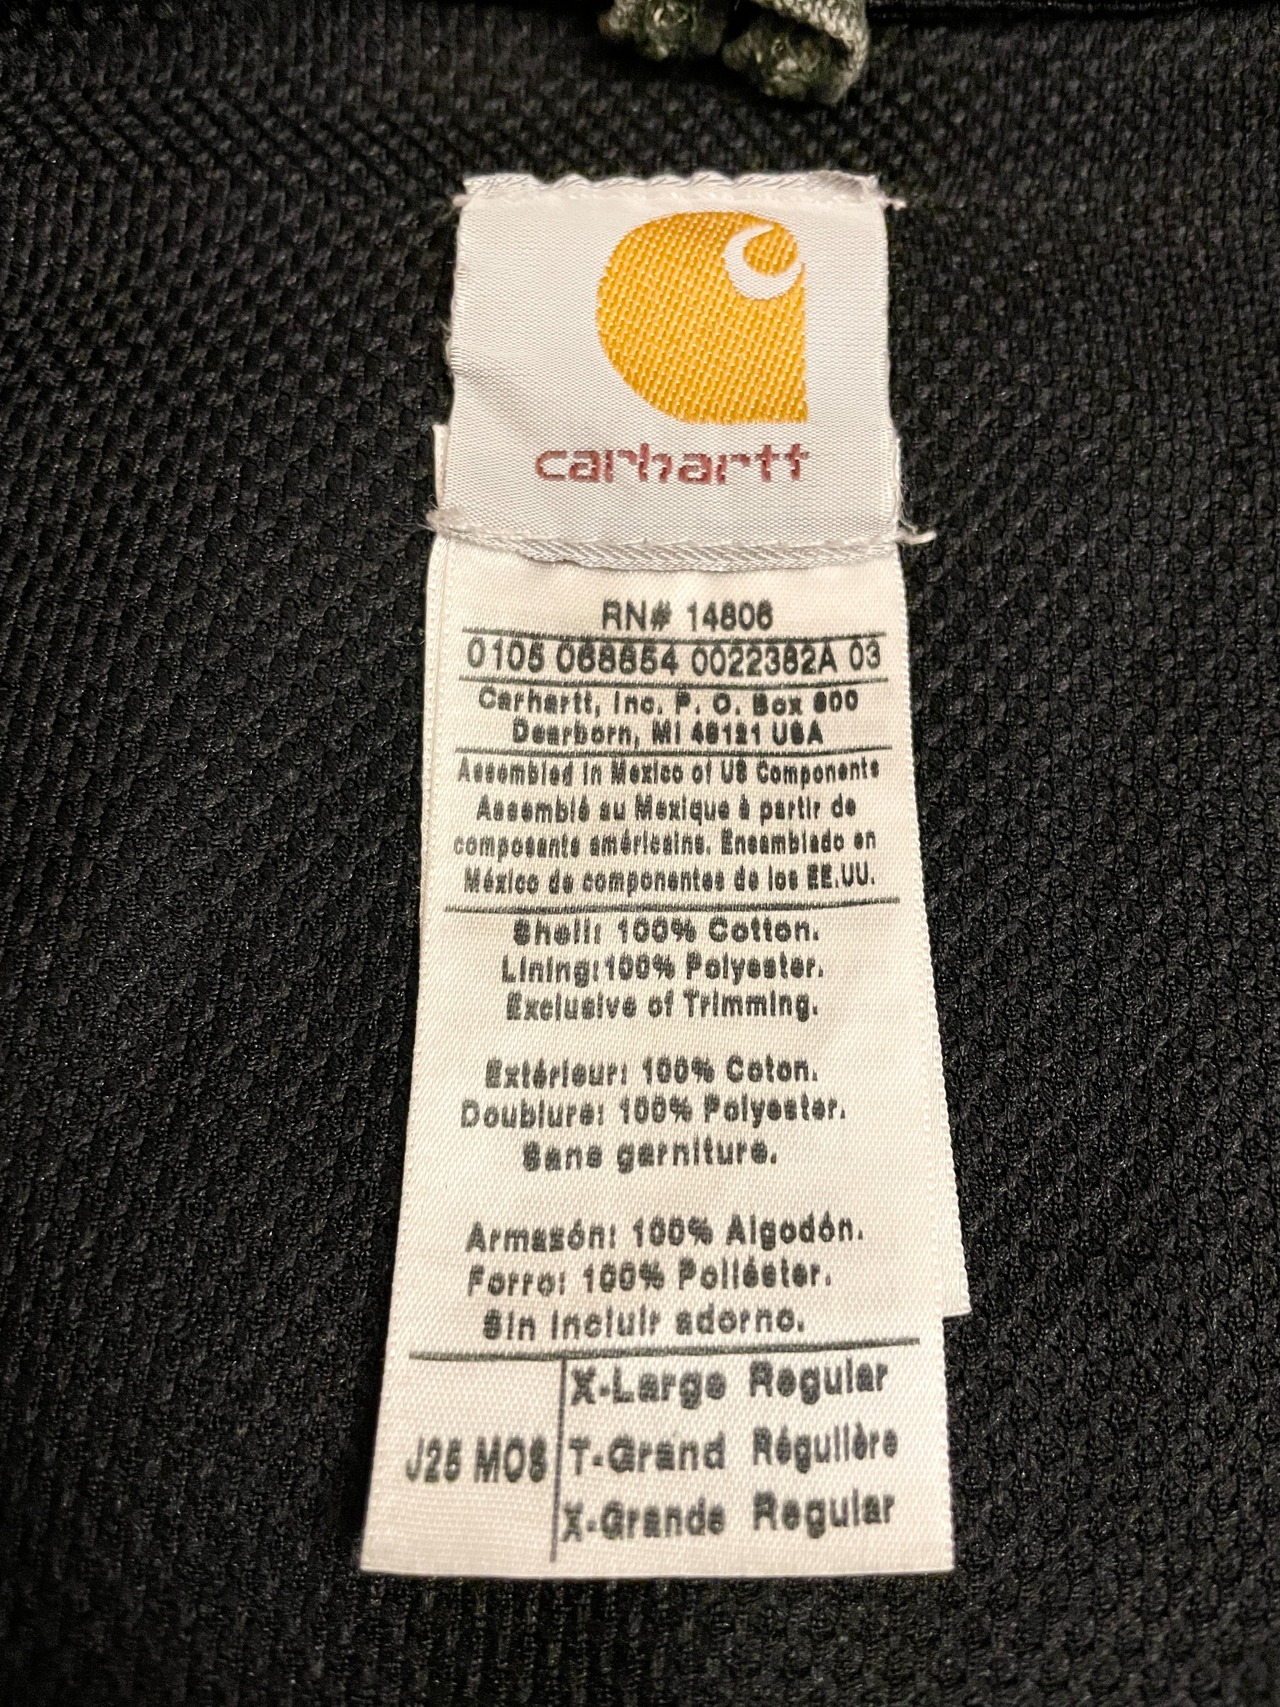 carhartt
RN# 14806
0105 068854 0022382A 03
Carhartt, Inc. P. O. Box 600
Dearborn, MI 48121 USA
Assembled in Mexico of US Components
Assemblé au Mexique à partir de
composants américains. Ensamblado en
México de componentes de los EE.UU.
Shell: 100% Cotton.
Lining:100% Polyester.
Exclusive of Trimming.
Extérieur: 100% Coton.
Doublure: 100% Polyester.
Sans garniture.
Armazón: 100% Algodón.
Forro: 100% Poliéster.
Sin incluir adorno.
J25 MOS
X-Large Regular
T-Grand Régulière
X-Grande Regular